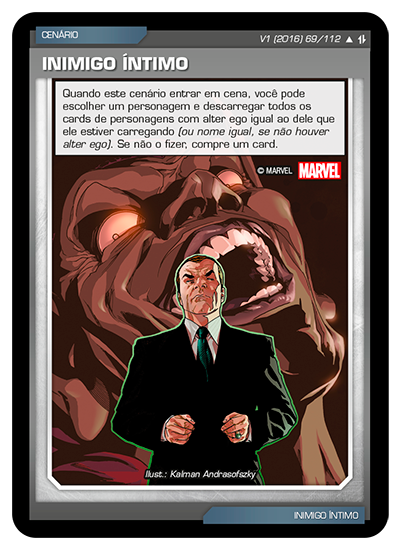 CENÁRIO
V1 (2016) 69/112
INIMIGO ÍNTIMO
Quando este cenário entrar em cena, você pode
escolher um personagem e descarregar todos os
cards de personagens com alter ego igual ao dele que
ele estiver carregando (ou nome igual, se não houver
alter ego). Se não o fizer, compre um card.
© MARVEL MARVEL
Ilust.: Kalman Andrasofszky
INIMIGO ÍNTIMO